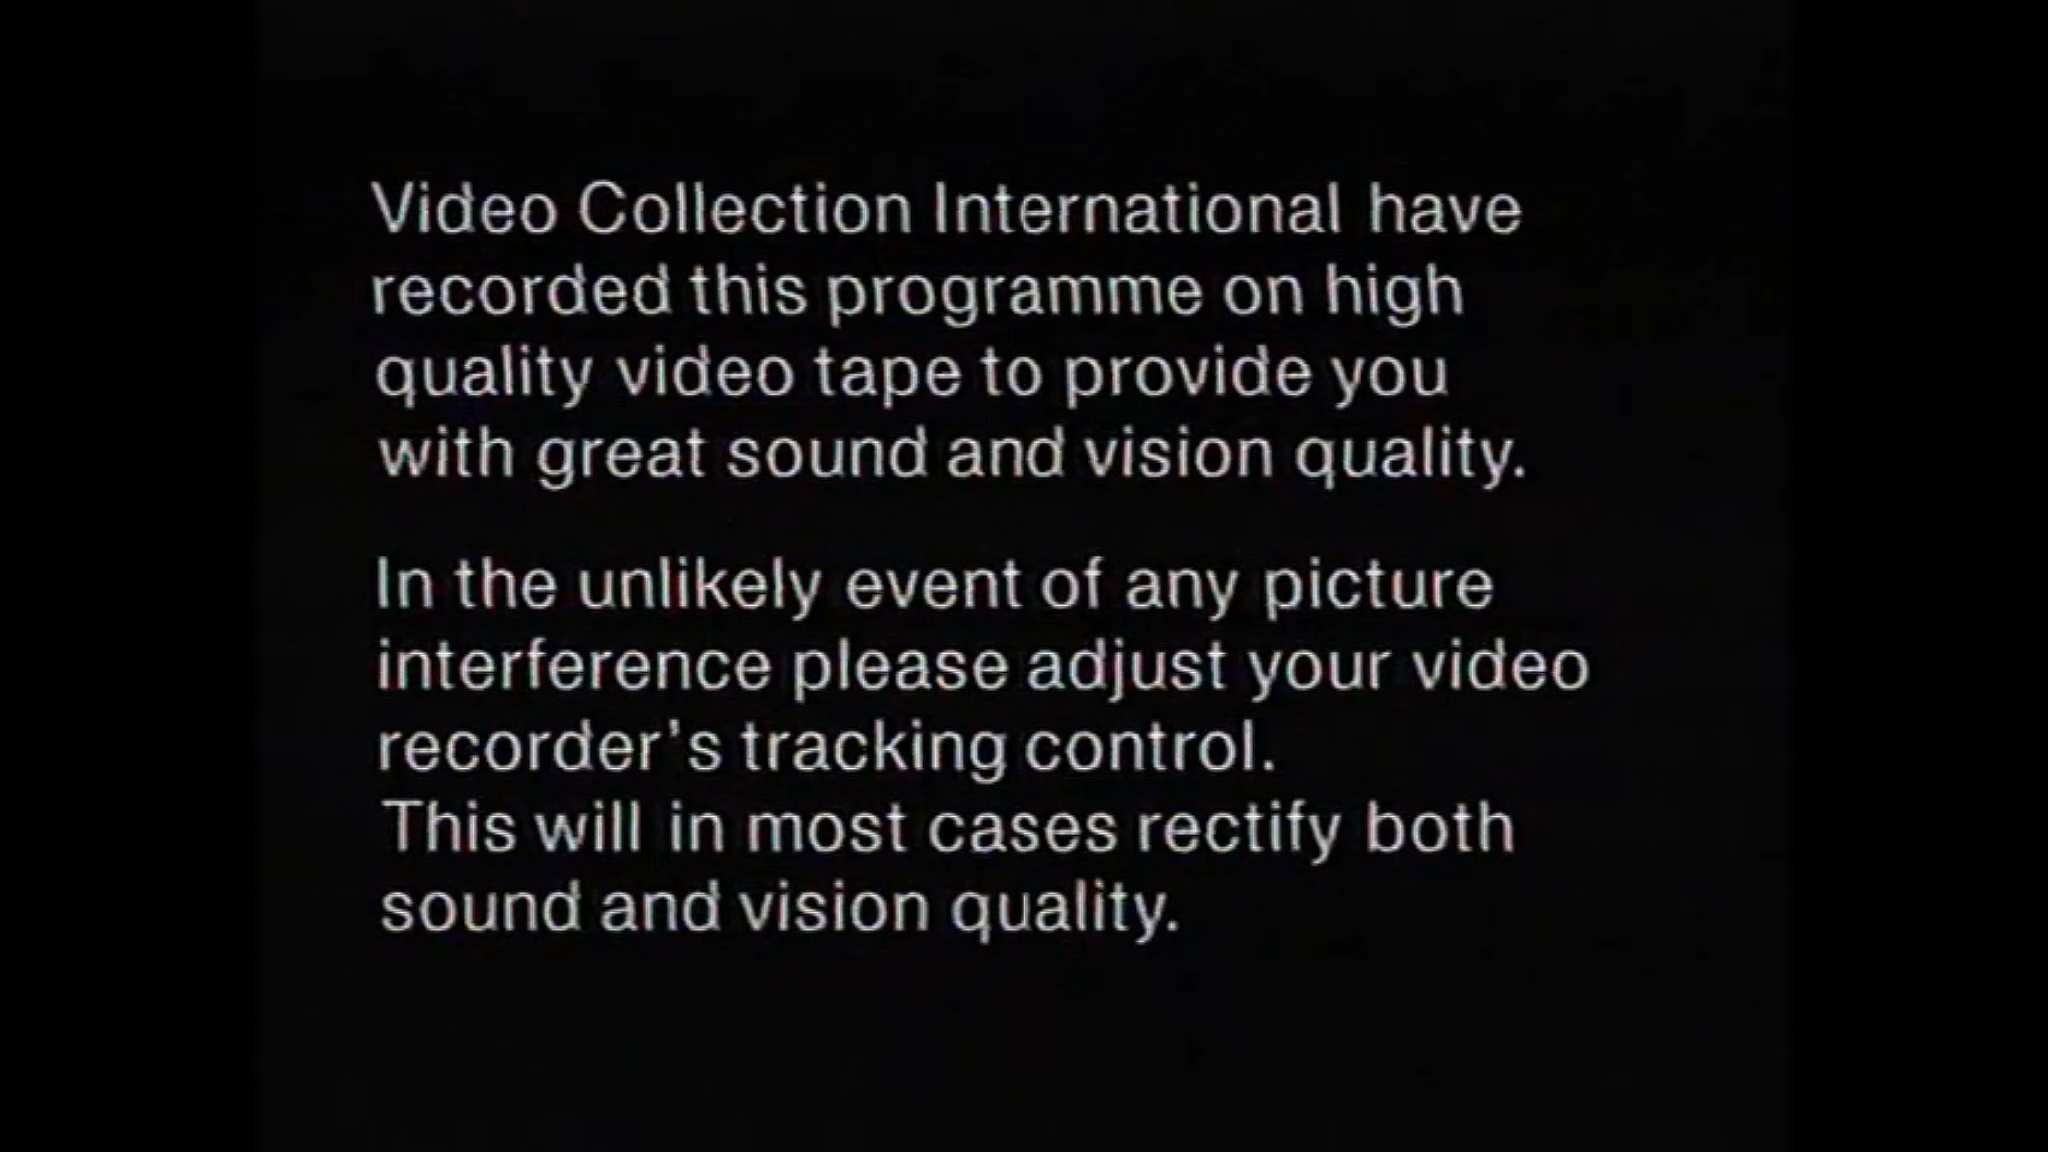 Video Collection International have
recorded this programme on high
quality video tape to provide you
with great sound and vision quality.
In the unlikely event of any picture
interference please adjust your video
recorder's tracking control.
This will in most cases rectify both
sound and vision quality.